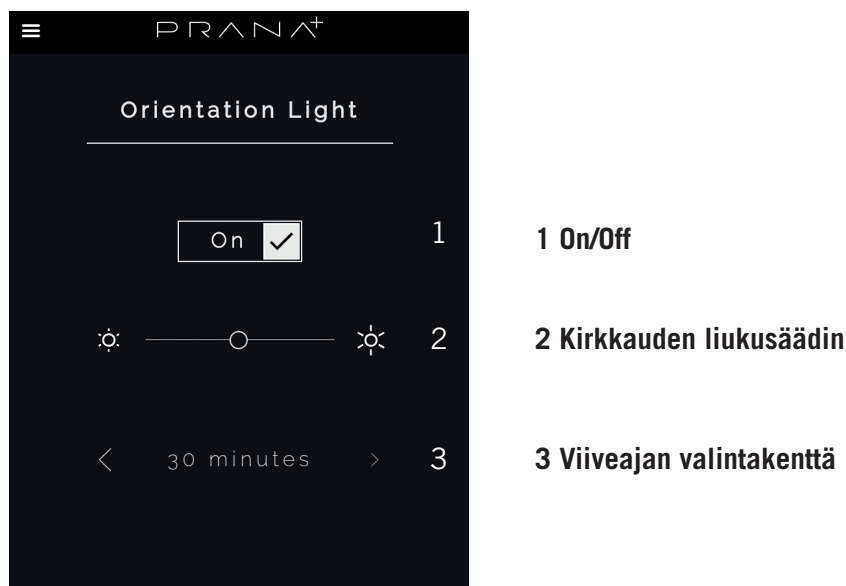 PRANA+
Orientation Light
On 1
1 On/Off
2
2 Kirkkauden liukusäädin
30 minutes 3
3 Viiveajan valintakenttä